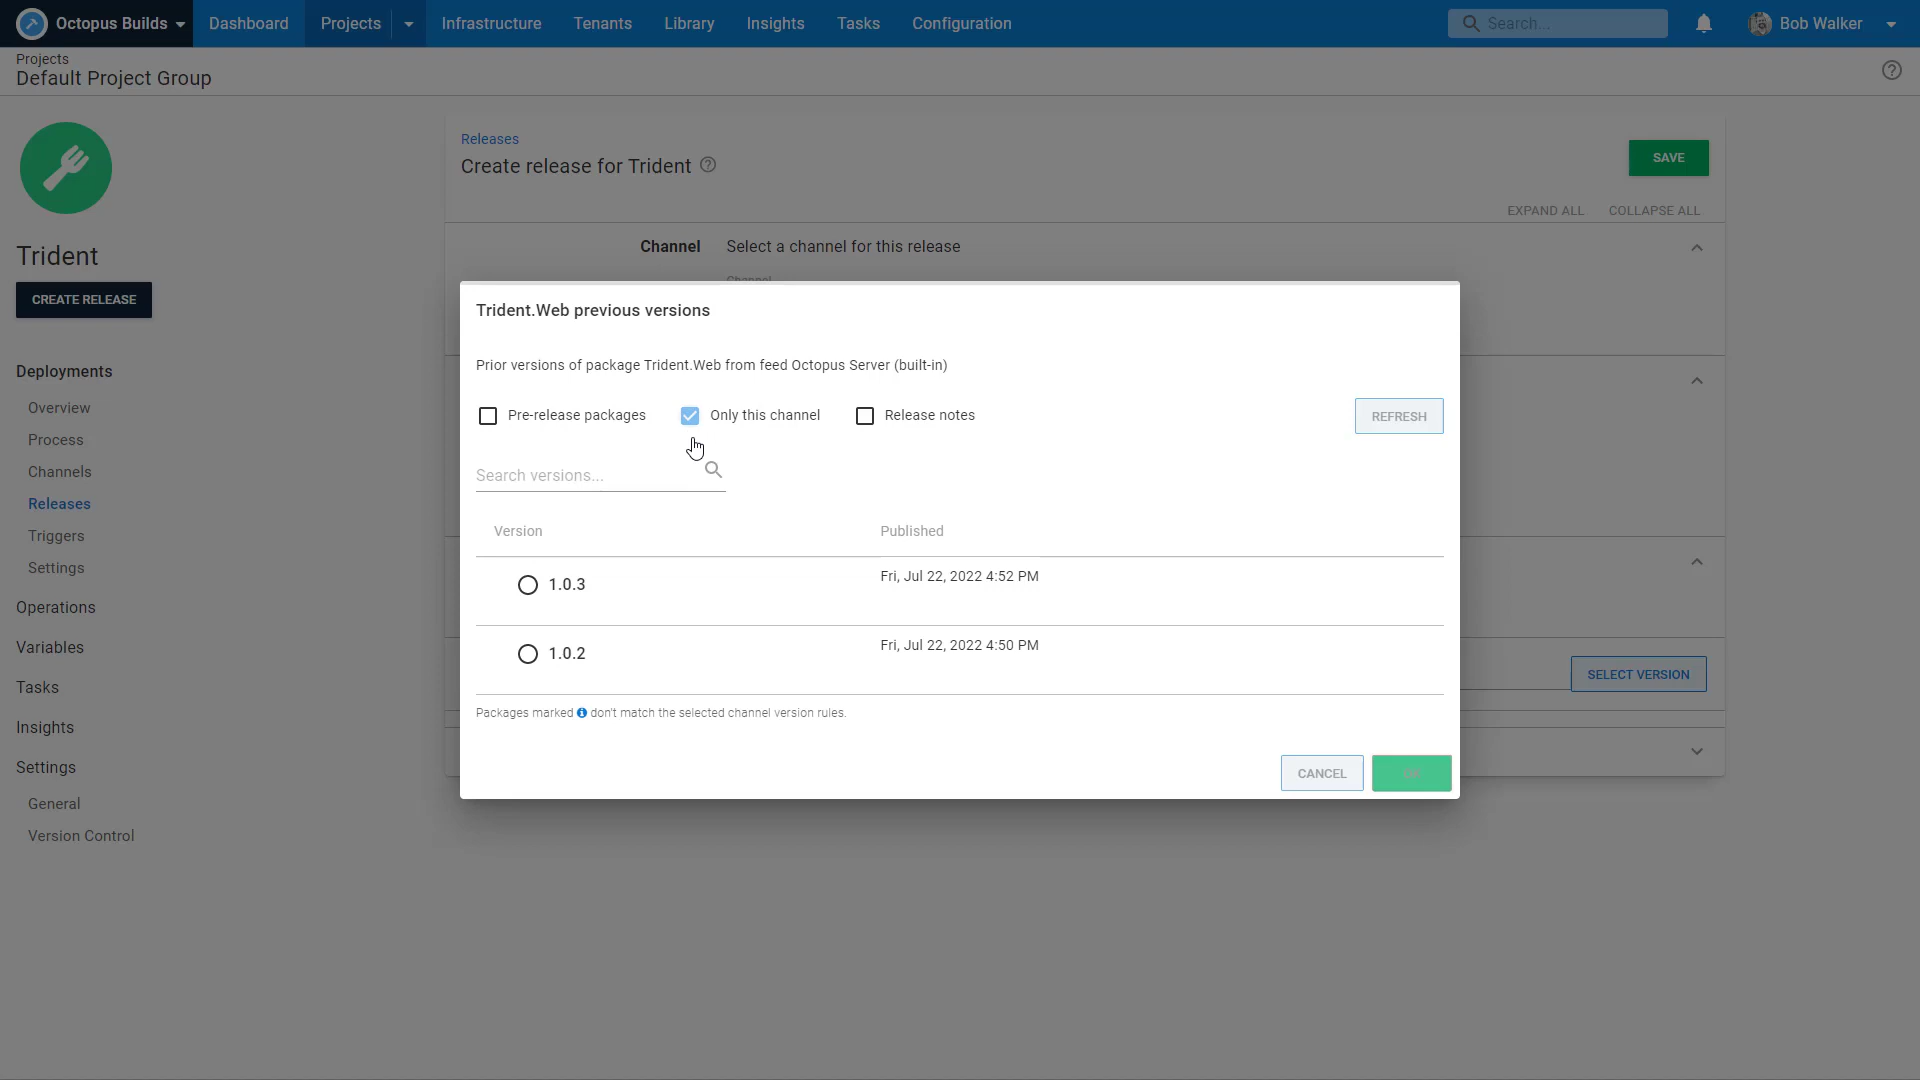 Octopus Builds
Dashboard
Projects
Infrastructure
Tenants
Library
Insights
Tasks
Configuration
Search...
Bob Walker
Projects
Default Project Group
Trident
CREATE RELEASE
Deployments
Overview
Process
Channels
Releases
Triggers
Settings
Operations
Variables
Tasks
Insights
Settings
General
Version Control
Releases
Create release for Trident
SAVE
EXPAND ALL
COLLAPSE ALL
Channel
Select a channel for this release
Channel
SELECT VERSION
Trident.Web previous versions
Prior versions of package Trident.Web from feed Octopus Server (built-in)
Pre-release packages
Only this channel
Release notes
REFRESH
Search versions...
Version
Published
1.0.3
Fri, Jul 22, 2022 4:52 PM
1.0.2
Fri, Jul 22, 2022 4:50 PM
Packages marked don't match the selected channel version rules.
CANCEL
OK